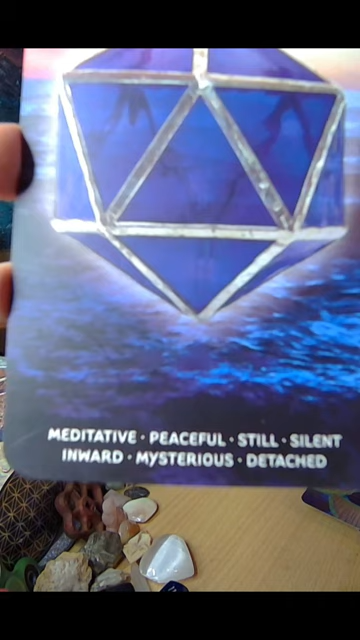 MEDITATIVE · PEACEFUL · STILL · SILENT
INWARD · MYSTERIOUS · DETACHED